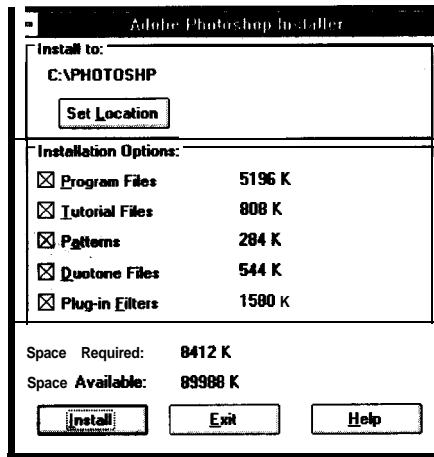 Adobe Photoshop Installer
Install to:
C:\PHOTOSHP
Set Location
Installation Options:
Program Files 5196 K
Tutorial Files 808 K
Patterns 284 K
Duotone Files 544 K
Plug-in Filters 1580 K
Space Required: 8412 K
Space Available: 89988 K
Install Exit Help